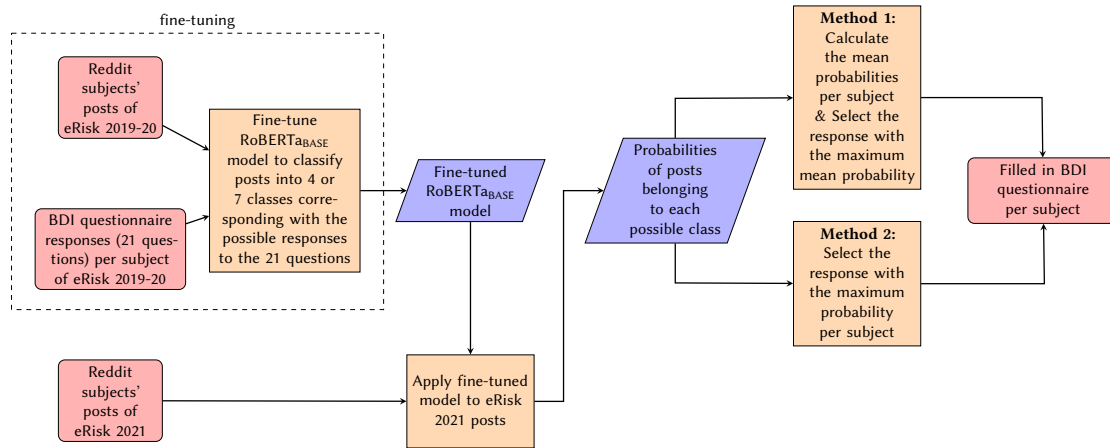 fine-tuning
Reddit
subjects’
posts of
eRisk 2019-20
BDI questionnaire
responses (21 ques-
tions) per subject
of eRisk 2019-20
Fine-tune
RoBERTaBASE
model to classify
posts into 4 or
7 classes corre-
sponding with the
possible responses
to the 21 questions
Fine-tuned
RoBERTaBASE
model
Reddit
subjects’
posts of
eRisk 2021
Apply fine-tuned
model to eRisk
2021 posts
Probabilities
of posts
belonging
to each
possible class
Method 1:
Calculate
the mean
probabilities
per subject
& Select the
response with
the maximum
mean probability
Method 2:
Select the
response with
the maximum
probability
per subject
Filled in BDI
questionnaire
per subject